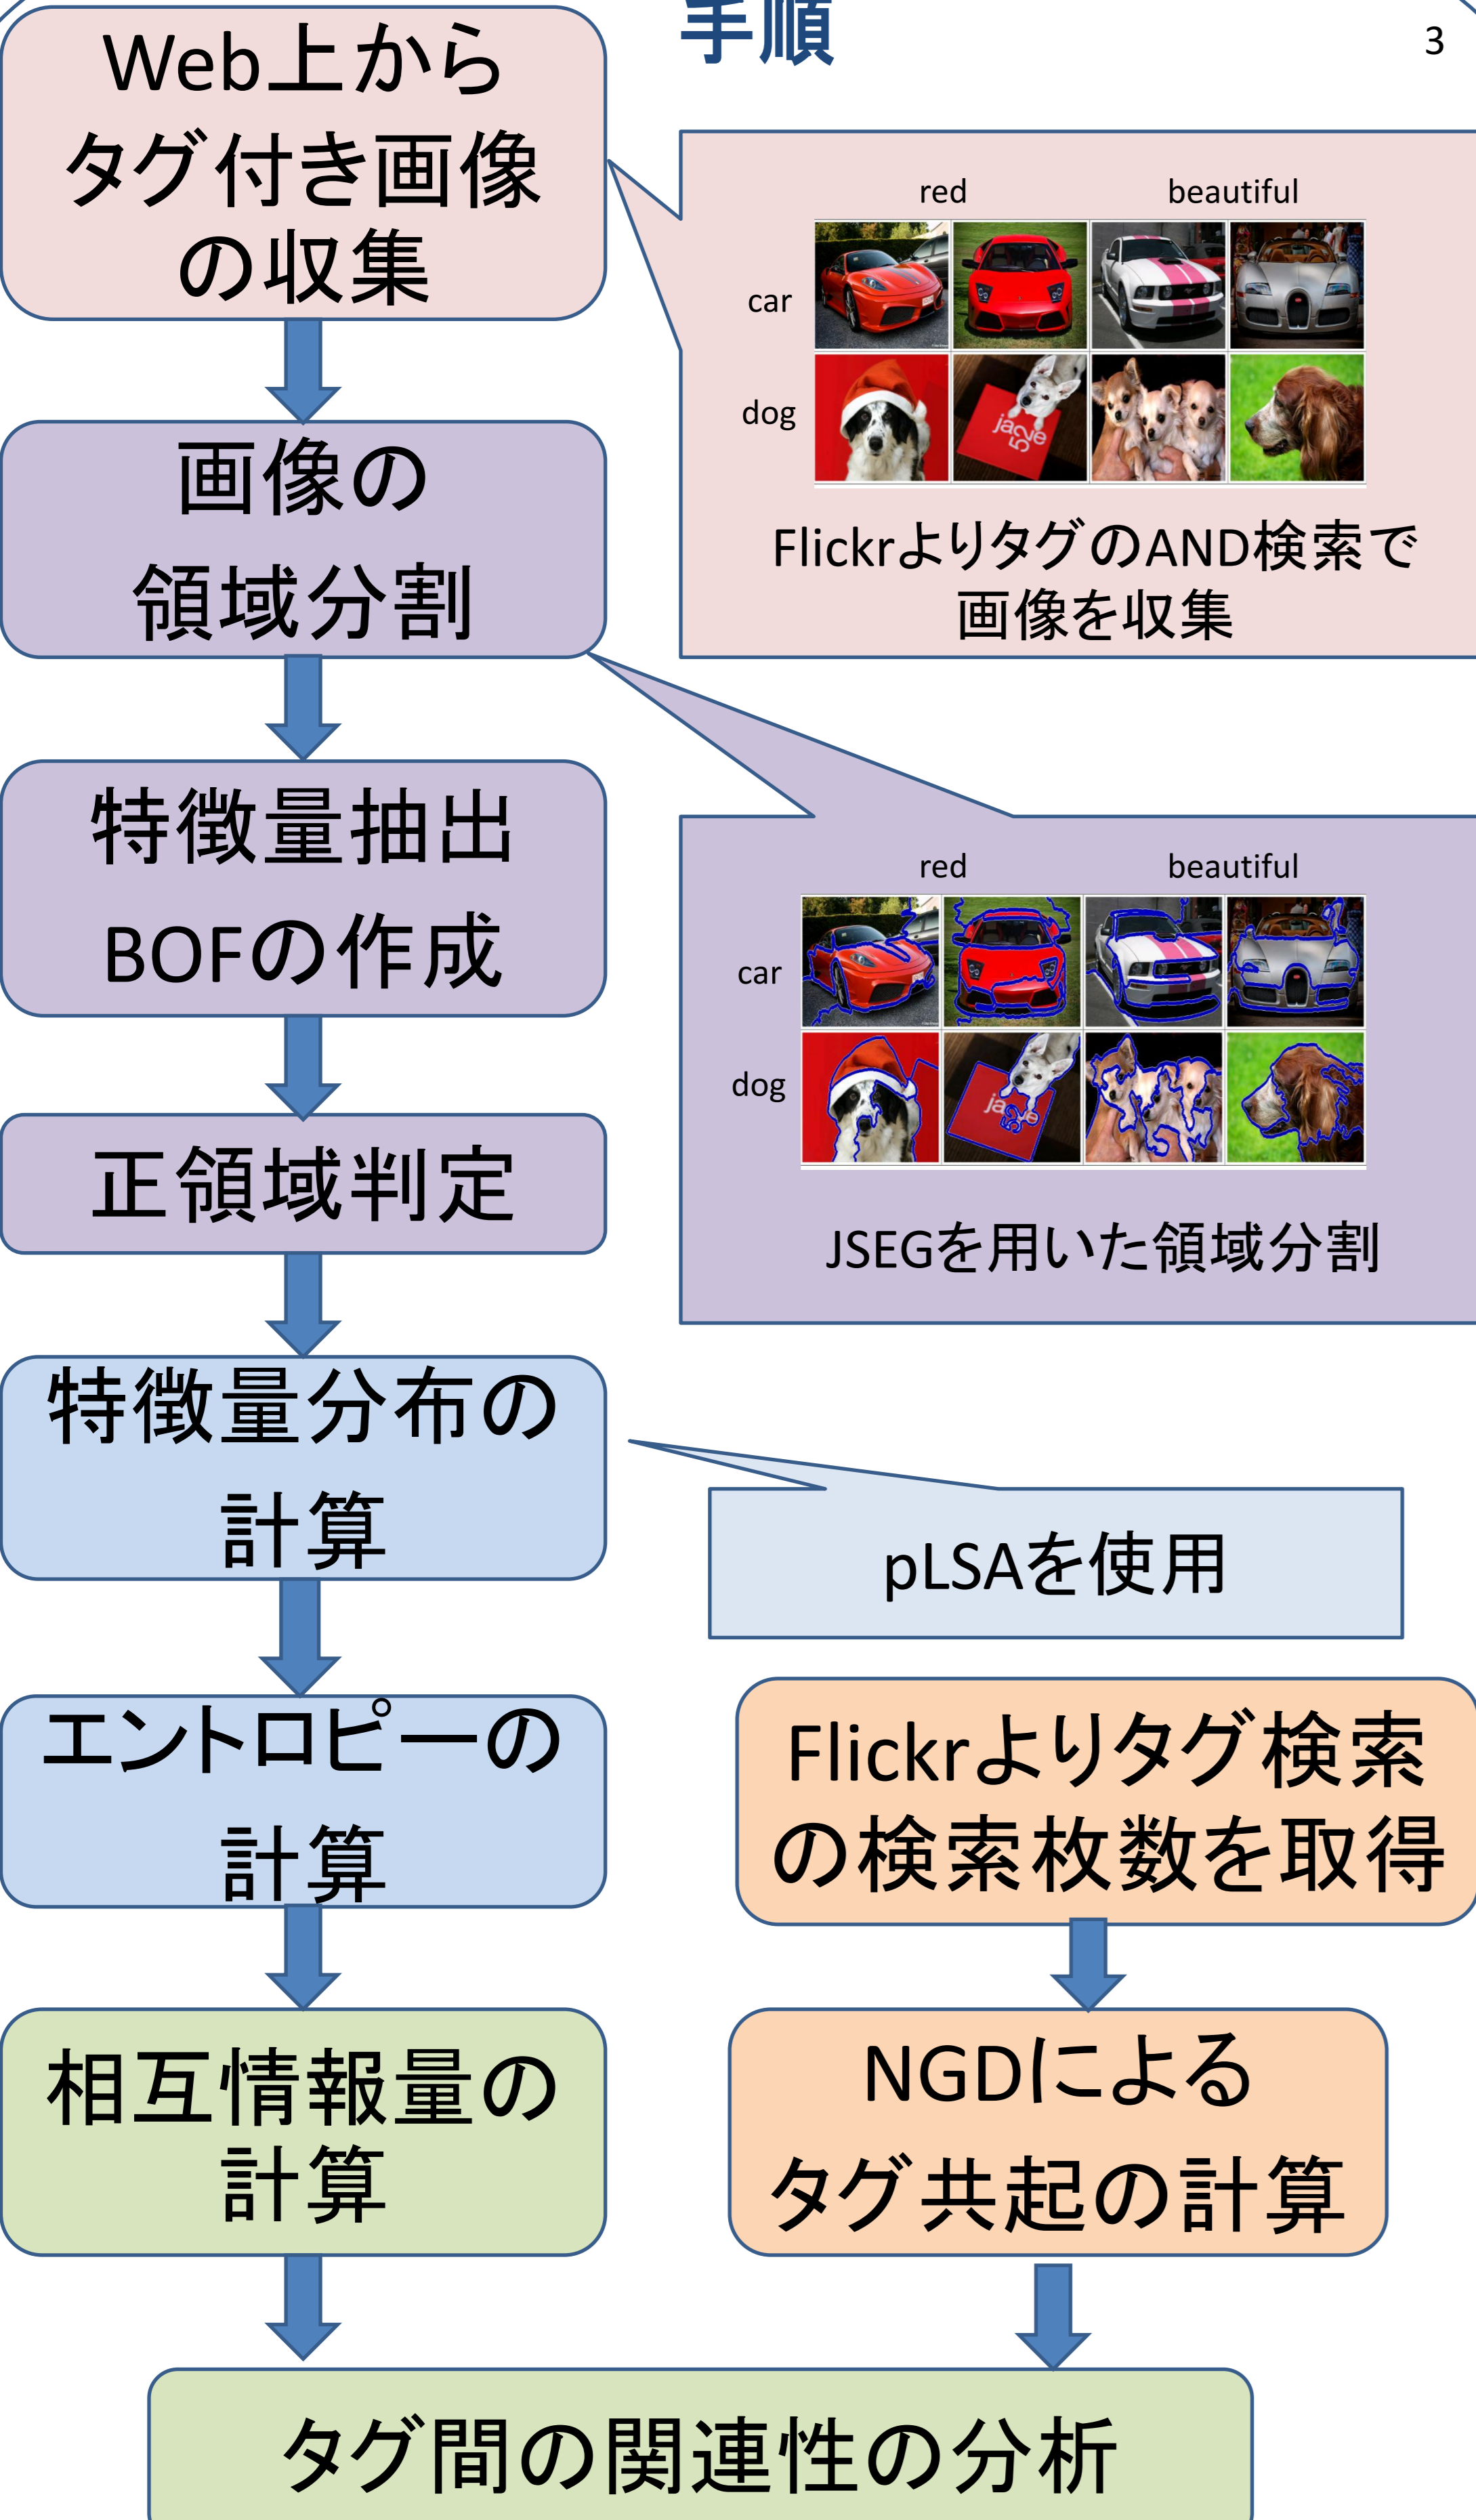 手順
3
Web上から
タグ付き画像
の収集
red beautiful
car
dog
FlickrよりタグのAND検索で
画像を収集
画像の
領域分割
特徴量抽出
BOFの作成
red beautiful
car
dog
JSEGを用いた領域分割
正領域判定
特徴量分布の
計算
pLSAを使用
エントロピーの
計算
Flickrよりタグ検索
の検索枚数を取得
相互情報量の
計算
NGDによる
タグ共起の計算
タグ間の関連性の分析